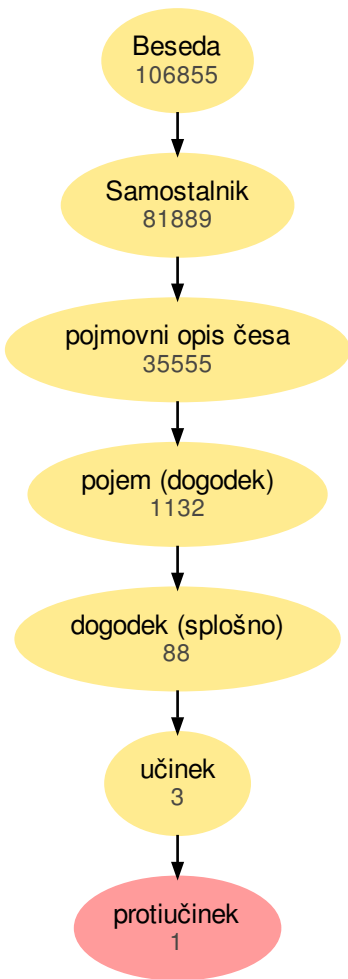 Beseda
106855
Samostalnik
81889
pojmovni opis česa
35555
pojem (dogodek)
1132
dogodek (splošno)
88
učinek
3
protiučinek
1